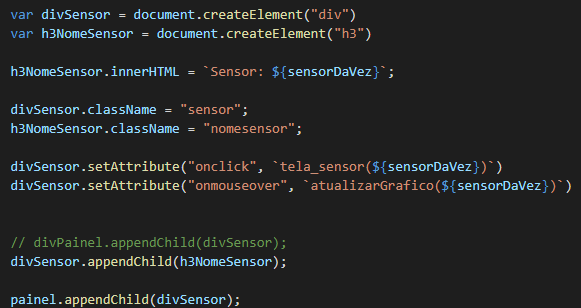 var divSensor = document.createElement("div")
var h3NomeSensor = document.createElement("h3")
h3NomeSensor.innerHTML = `Sensor: ${sensorDaVez}`;
divSensor.className = "sensor";
h3NomeSensor.className = "nomesensor";
divSensor.setAttribute("onclick", `tela_sensor(${sensorDaVez})`)
divSensor.setAttribute("onmouseover", `atualizarGrafico(${sensorDaVez})`)
// divPainel.appendChild(divSensor);
divSensor.appendChild(h3NomeSensor);
painel.appendChild(divSensor);